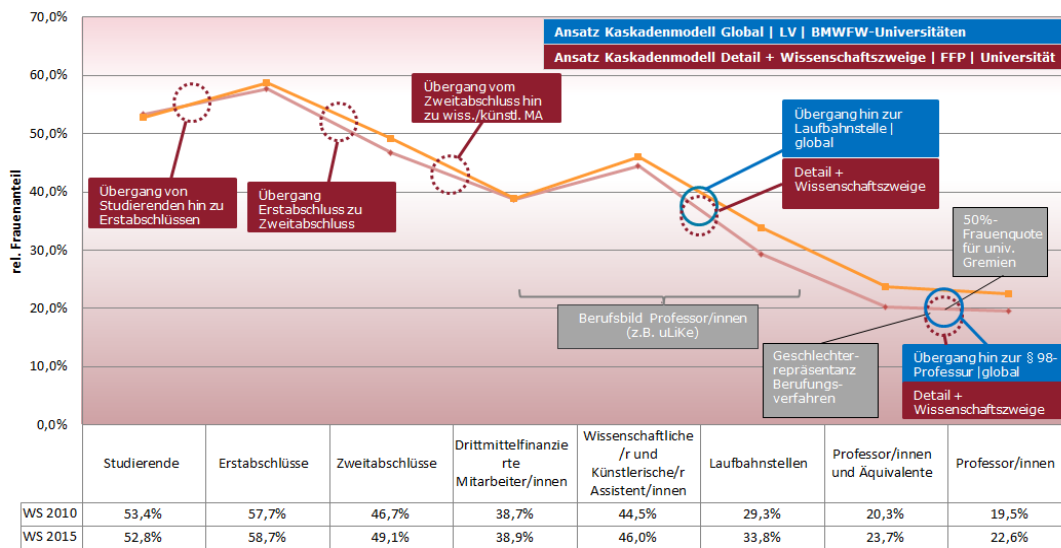 70,0%
60,0%
50,0%
40,0%
30,0%
20,0%
10,0%
0,0%
rel. Frauenanteil
Ansatz Kaskadenmodell Global | LV | BMWFW-Universitäten
Ansatz Kaskadenmodell Detail + Wissenschaftszweige | FFP | Universität
Übergang von
Studierenden hin zu
Erstabschlüssen
Übergang
Erstabschluss zu
Zweitabschluss
Übergang vom
Zweitabschluss hin
zu wiss./künstl. MA
Übergang hin zur
Laufbahnstelle |
global
Detail +
Wissenschaftszweige
50%-
Frauenquote
für univ.
Gremien
Berufsbild Professor/innen
(z.B. uLiKe)
Geschlechter-
repräsentanz
Berufungs-
verfahren
Übergang hin zur § 98-
Professur |global
Detail +
Wissenschaftszweige
Studierende
Erstabschlüsse
Zweitabschlüsse
Drittmittelfinanzie
rte
Mitarbeiter/innen
Wissenschaftliche
/r und
Künstlerische/r
Assistent/innen
Laufbahnstellen
Professor/innen
und Äquivalente
Professor/innen
WS 2010 53,4% 57,7% 46,7% 38,7% 44,5% 29,3% 20,3% 19,5%
WS 2015 52,8% 58,7% 49,1% 38,9% 46,0% 33,8% 23,7% 22,6%